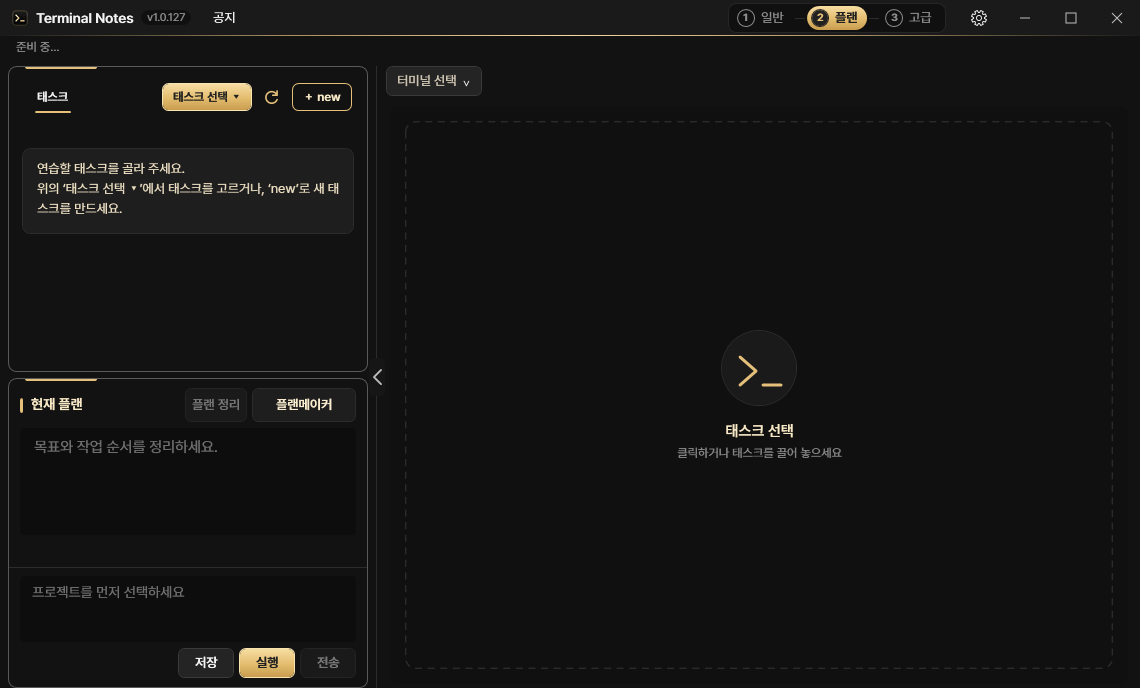 Terminal Notes v1.0.127 공지 1 일반 2 플랜 3 고급
준비 중...
태스크 태스크 선택 ▾ + new
터미널 선택
연습할 태스크를 골라 주세요.
위의 ‘태스크 선택 ▾’에서 태스크를 고르거나, ‘new’로 새 태
스크를 만드세요.
태스크 선택
클릭하거나 태스크를 끌어 놓으세요
현재 플랜 플랜 정리 플랜메이커
목표와 작업 순서를 정리하세요.
프로젝트를 먼저 선택하세요
저장 실행 전송